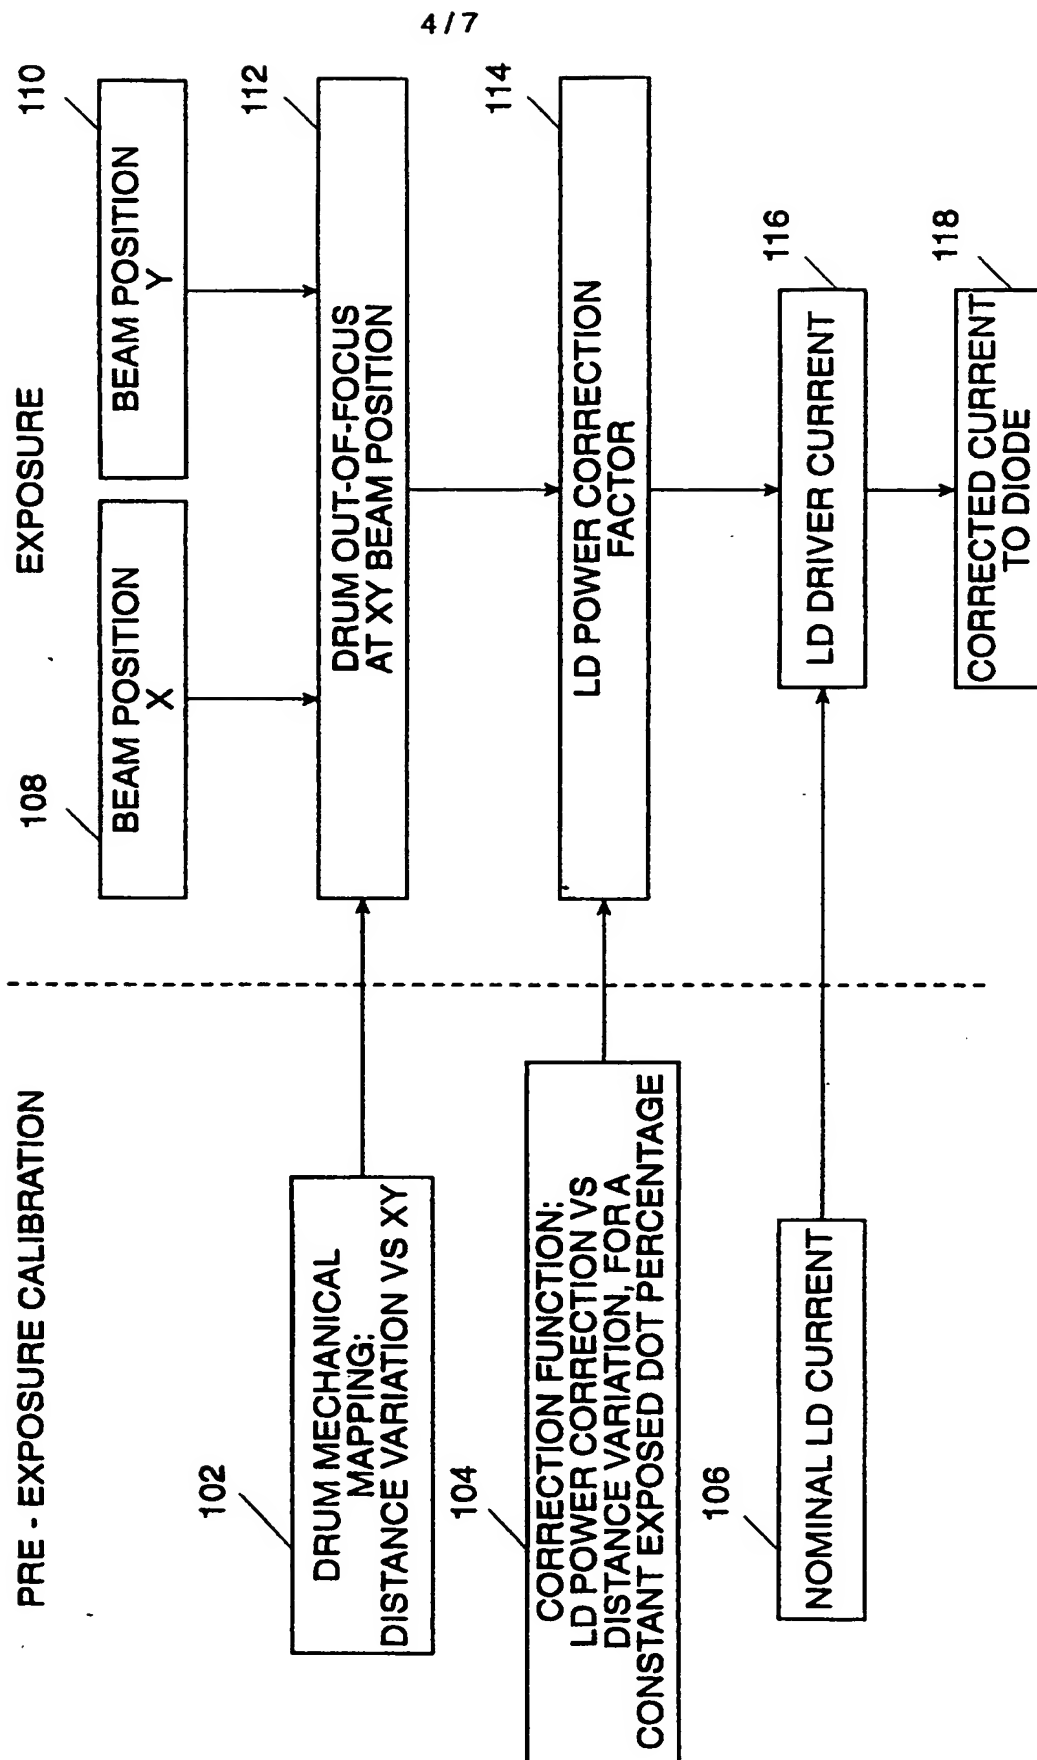 4 / 7
PRE - EXPOSURE CALIBRATION
EXPOSURE
102
DRUM MECHANICAL
MAPPING:
DISTANCE VARIATION VS XY
104
CORRECTION FUNCTION:
LD POWER CORRECTION VS
DISTANCE VARIATION, FOR A
CONSTANT EXPOSED DOT PERCENTAGE
106
NOMINAL LD CURRENT
108
BEAM POSITION
X
110
BEAM POSITION
Y
112
DRUM OUT-OF-FOCUS
AT XY BEAM POSITION
114
LD POWER CORRECTION
FACTOR
116
LD DRIVER CURRENT
118
CORRECTED CURRENT
TO DIODE